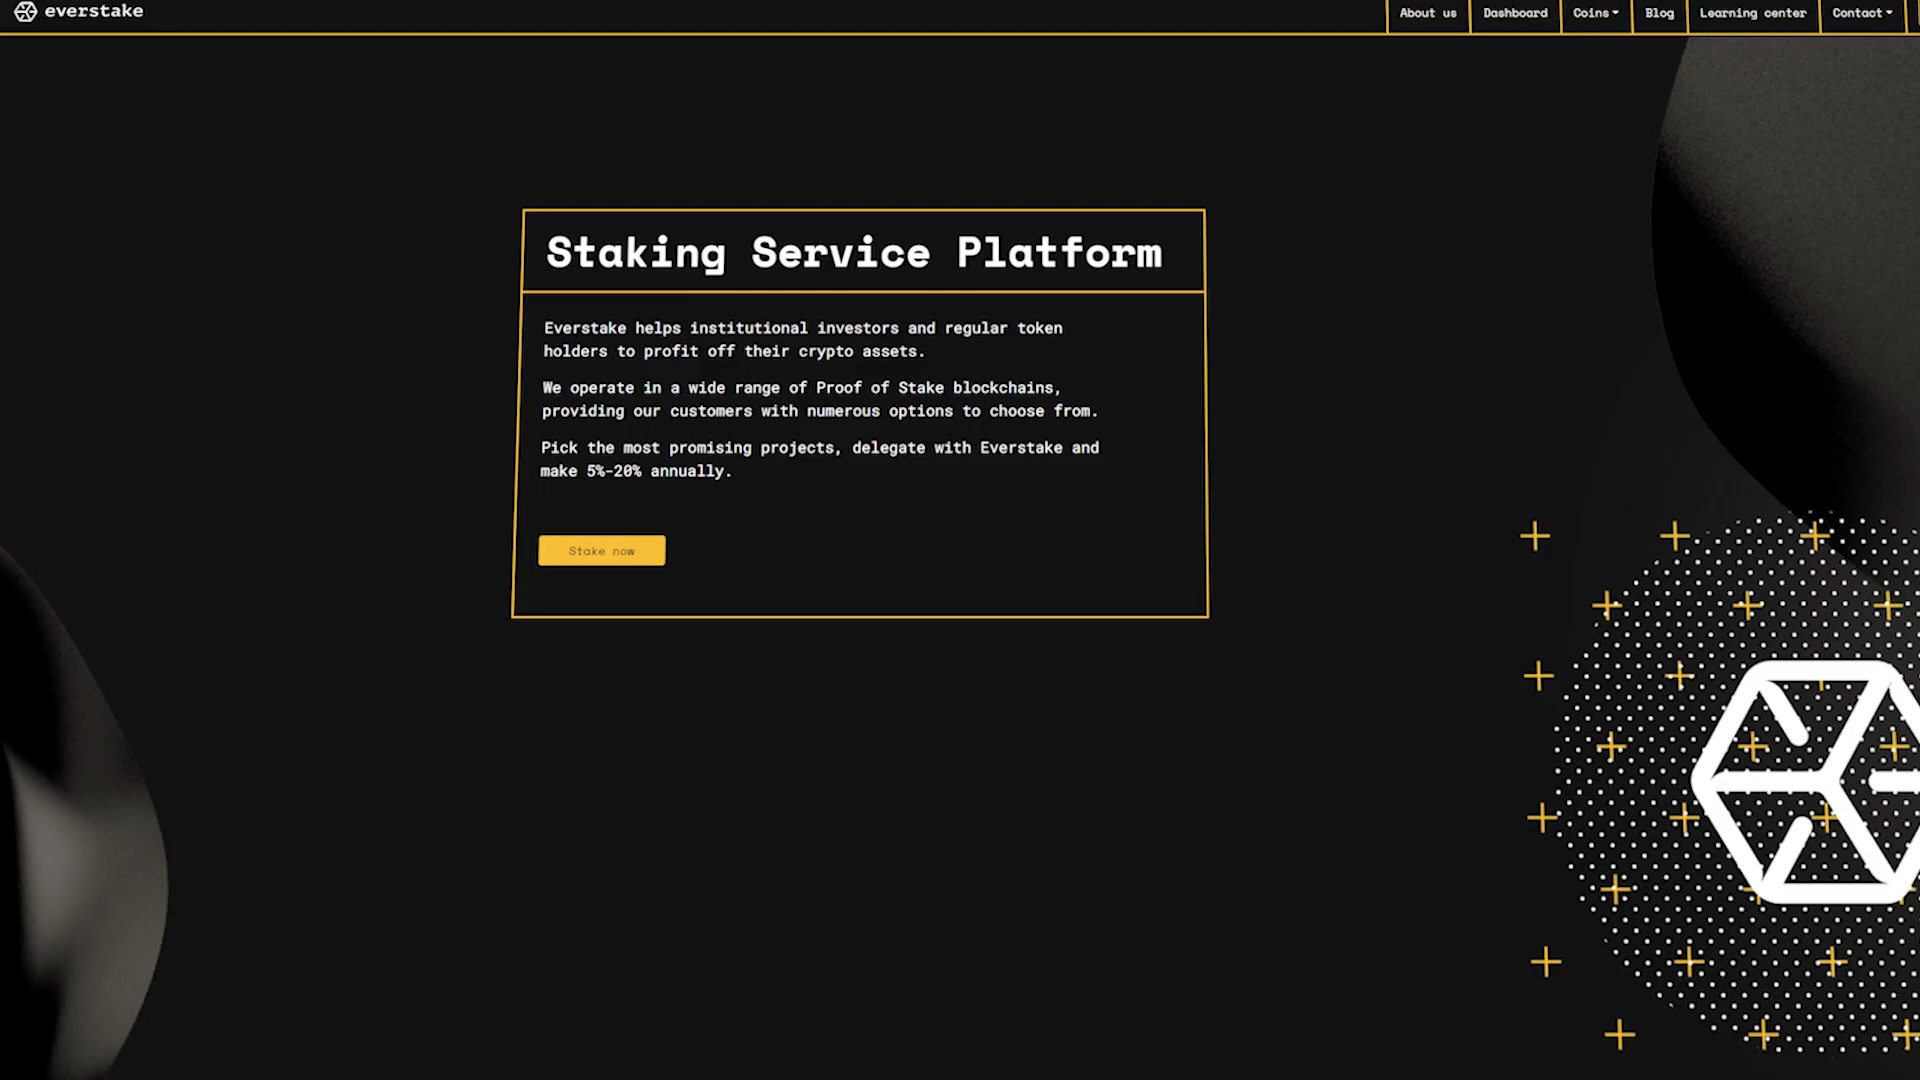 everstake
About us
Dashboard
Coins
Blog
Learning center
Contact
Staking Service Platform
Everstake helps institutional investors and regular token
holders to profit off their crypto assets.
We operate in a wide range of Proof of Stake blockchains,
providing our customers with numerous options to choose from.
Pick the most promising projects, delegate with Everstake and
make 5%-20% annually.
Stake now